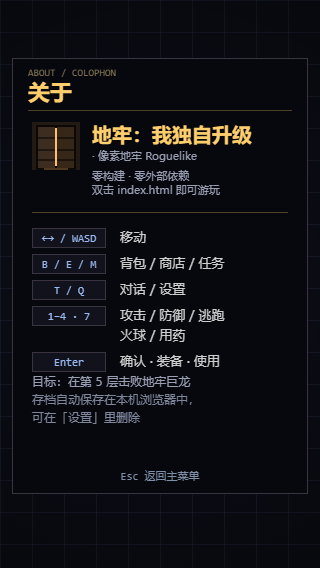 ABOUT / COLOPHON
关于
地牢：我独自升级
· 像素地牢 Roguelike
零构建 · 零外部依赖
双击 index.html 即可游玩
↔ / WASD 移动
B / E / M 背包 / 商店 / 任务
T / Q 对话 / 设置
1–4 · 7 攻击 / 防御 / 逃跑
火球 / 用药
Enter 确认 · 装备 · 使用
目标：在第 5 层击败地牢巨龙
存档自动保存在本机浏览器中，
可在「设置」里删除
Esc 返回主菜单